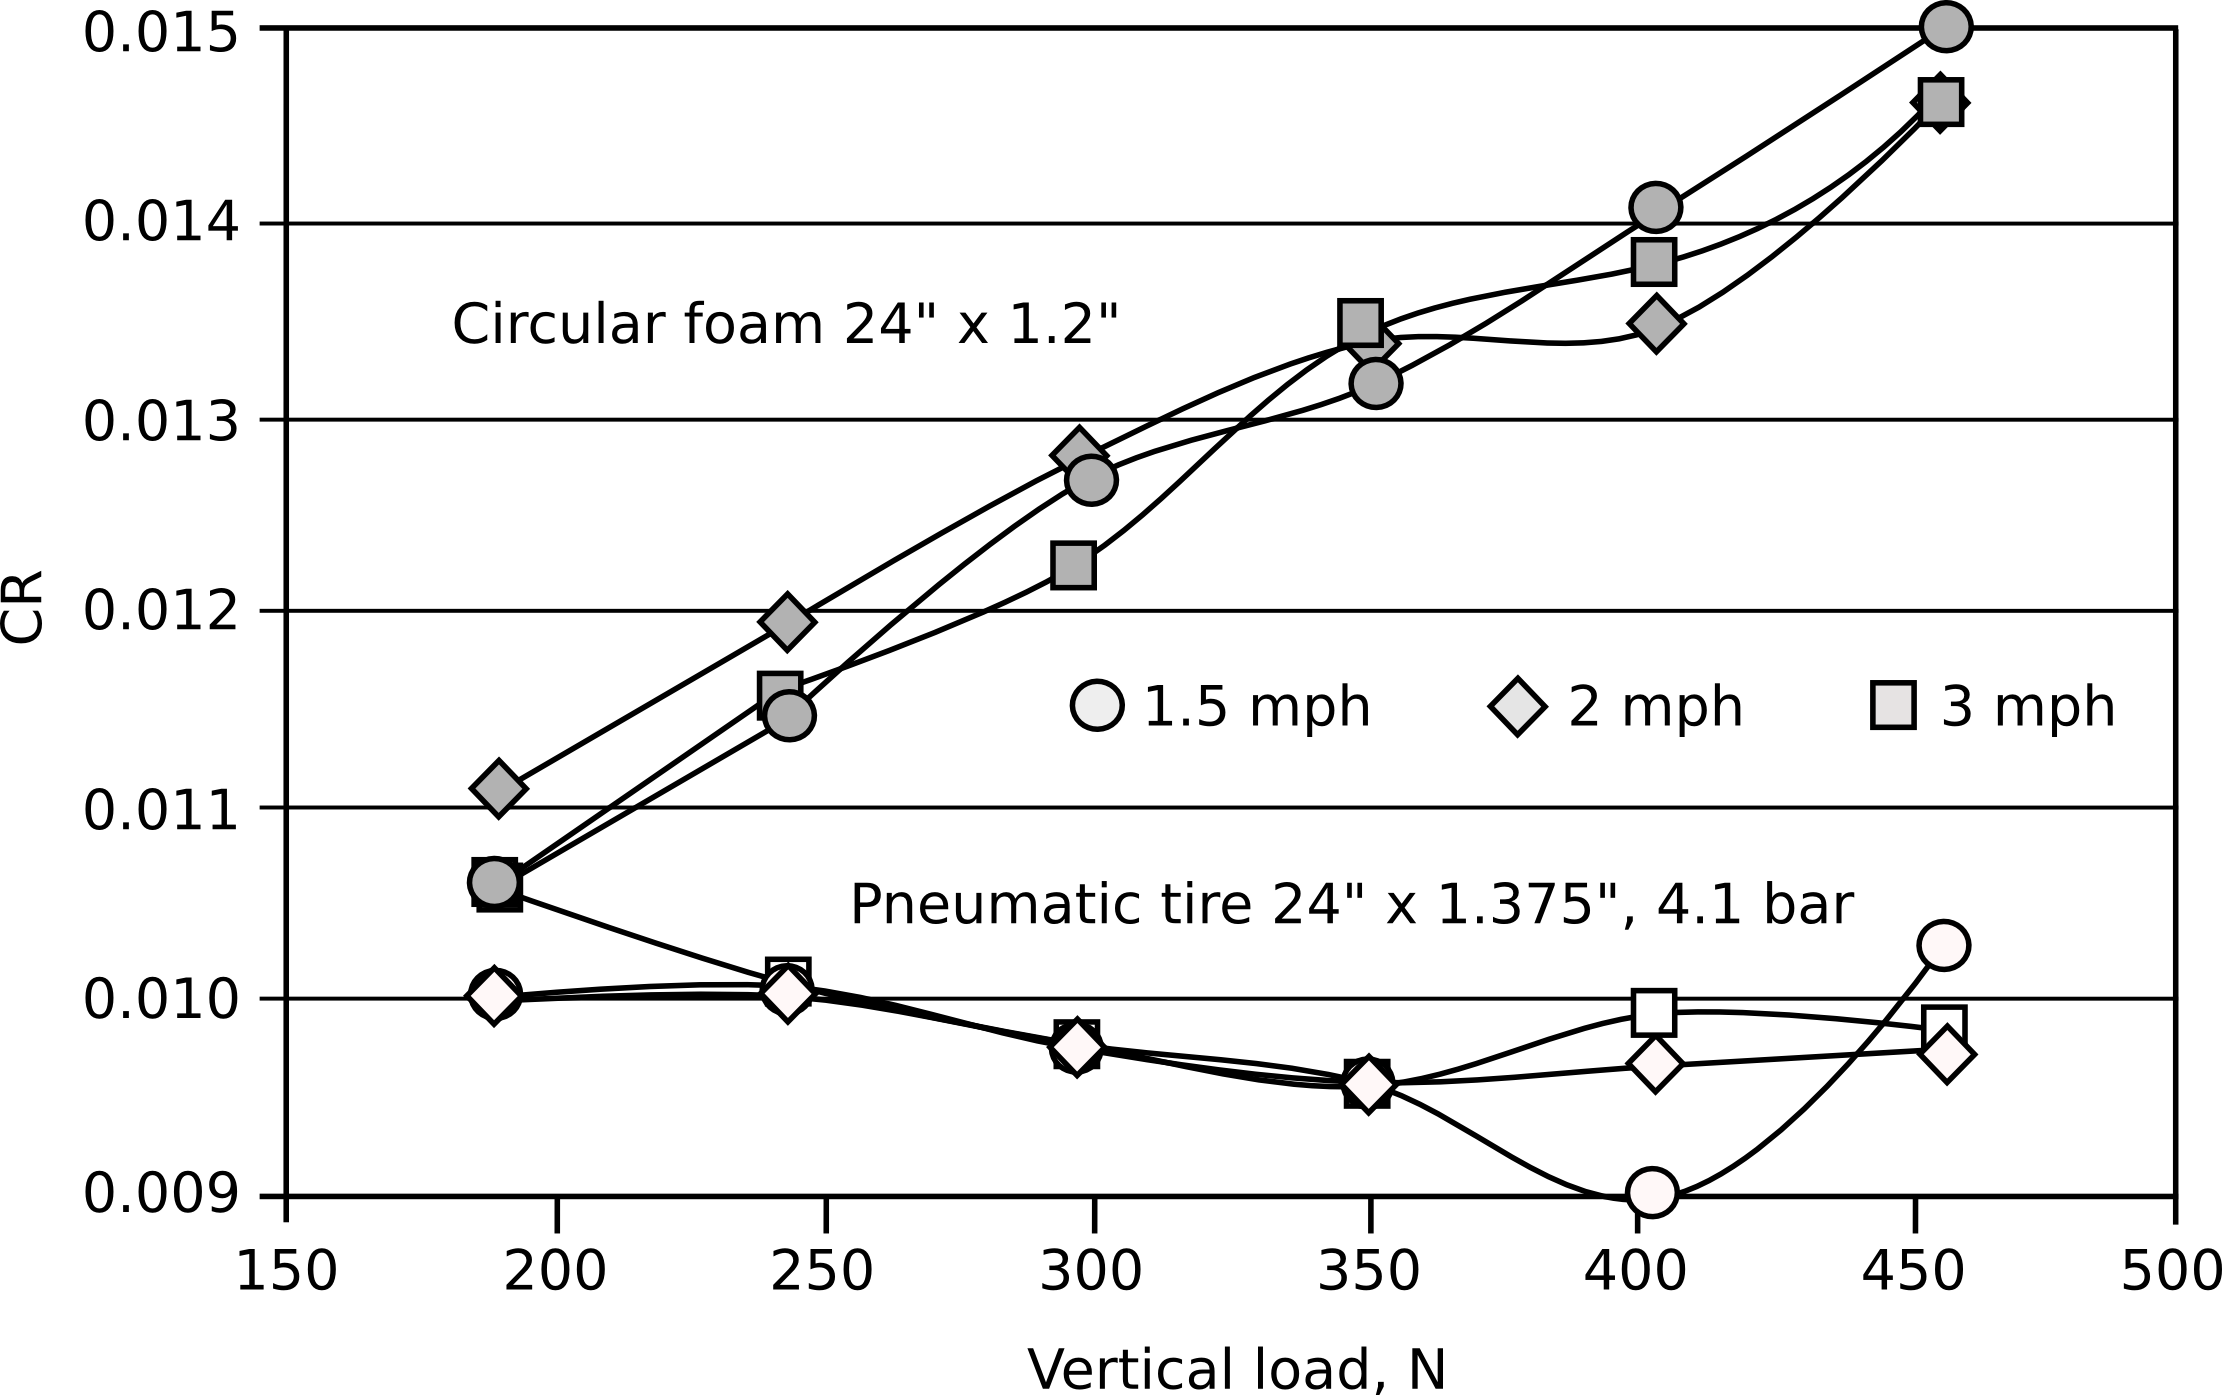 0.015
0.014
Circular foam 24" x 1.2"
0.013
CR
0.012
1.5 mph 2 mph 3 mph
0.011
Pneumatic tire 24" x 1.375", 4.1 bar
0.010
0.009
150 200 250 300 350 400 450 500
Vertical load, N